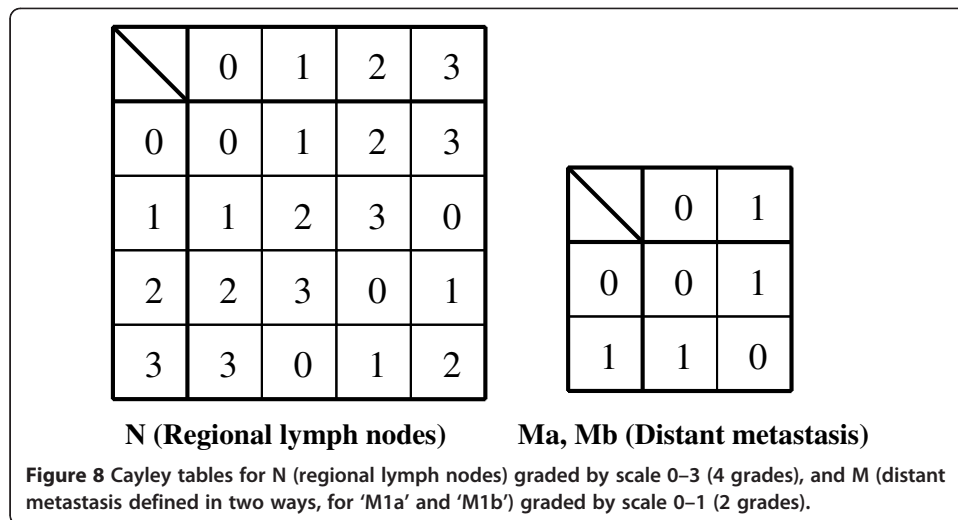 0 1 2 3
0 0 1 2 3
1 1 2 3 0
2 2 3 0 1
3 3 0 1 2
N (Regional lymph nodes)
0 1
0 0 1
1 1 0
Ma, Mb (Distant metastasis)
Figure 8 Cayley tables for N (regional lymph nodes) graded by scale 0–3 (4 grades), and M (distant
metastasis defined in two ways, for ‘M1a’ and ‘M1b’) graded by scale 0–1 (2 grades).